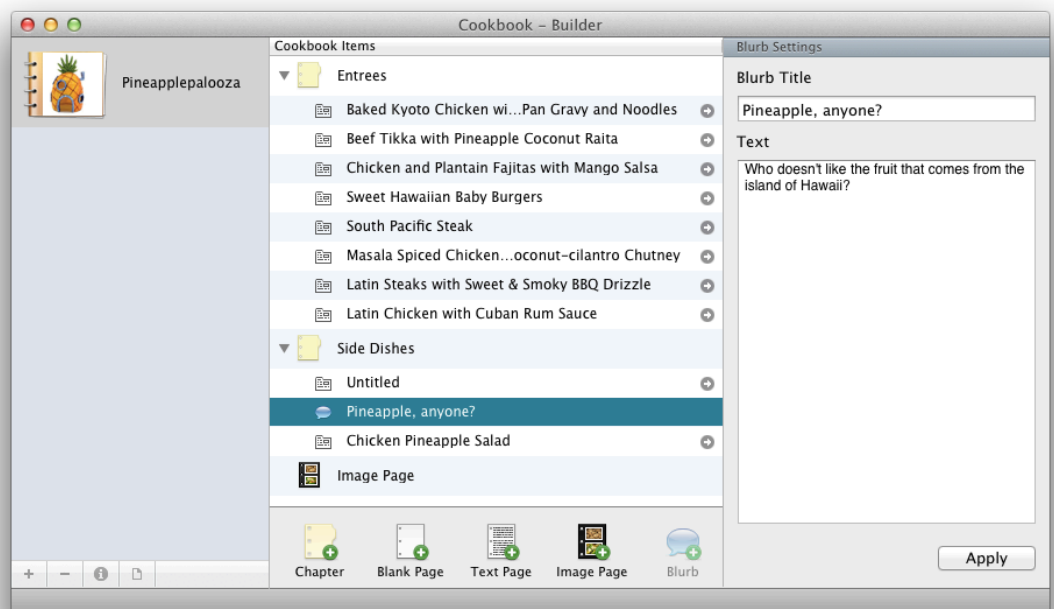 Cookbook – Builder
Pineapplepalooza
Cookbook Items
Entrees
Baked Kyoto Chicken wi...Pan Gravy and Noodles
Beef Tikka with Pineapple Coconut Raita
Chicken and Plantain Fajitas with Mango Salsa
Sweet Hawaiian Baby Burgers
South Pacific Steak
Masala Spiced Chicken...oconut-cilantro Chutney
Latin Steaks with Sweet & Smoky BBQ Drizzle
Latin Chicken with Cuban Rum Sauce
Side Dishes
Untitled
Pineapple, anyone?
Chicken Pineapple Salad
Image Page
Chapter
Blank Page
Text Page
Image Page
Blurb
Blurb Settings
Blurb Title
Pineapple, anyone?
Text
Who doesn't like the fruit that comes from the
island of Hawaii?
Apply